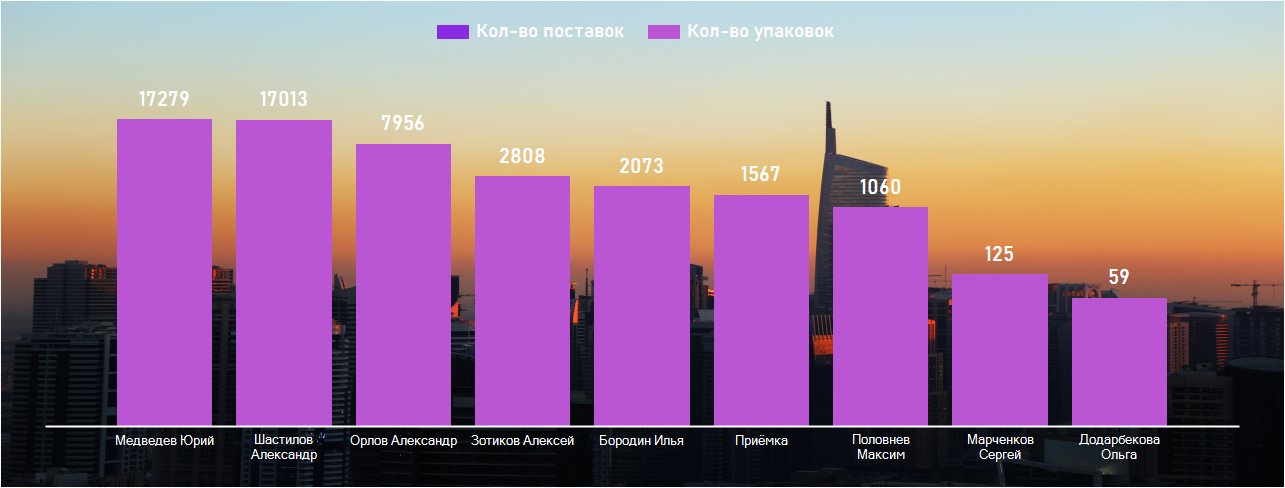 Кол-во поставок Кол-во упаковок
17279
17013
7956
2808
2073
1567
1060
125
59
Медведев Юрий
Шастилов
Александр
Орлов Александр
Зотиков Алексей
Бородин Илья
Приёмка
Половнев
Максим
Марченков
Сергей
Додарбекова
Ольга